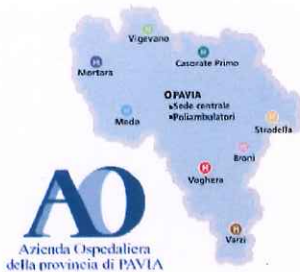 Vigevano
H
H
Casorate Primo
H
Mortara
O PAVIA
Sede centrale
Poliambulatori
H
Mede
H
Stradella
H
Broni
H
Voghera
H
Varzi
AO
Azienda Ospedaliera
della provincia di PAVIA